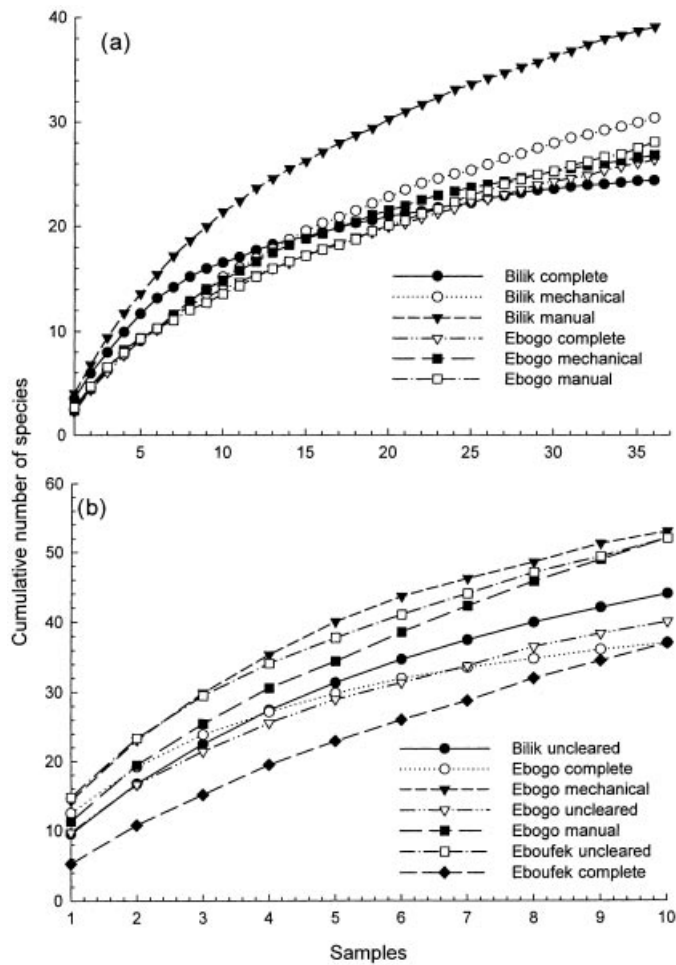 40
(a)
30
20
10
0
Bilik complete
Bilik mechanical
Bilik manual
Ebogo complete
Ebogo mechanical
Ebogo manual
5 10 15 20 25 30 35
Cumulative number of species
60
(b)
50
40
30
20
10
0
Bilik uncleared
Ebogo complete
Ebogo mechanical
Ebogo uncleared
Ebogo manual
Eboufek uncleared
Eboufek complete
1 2 3 4 5 6 7 8 9 10
Samples